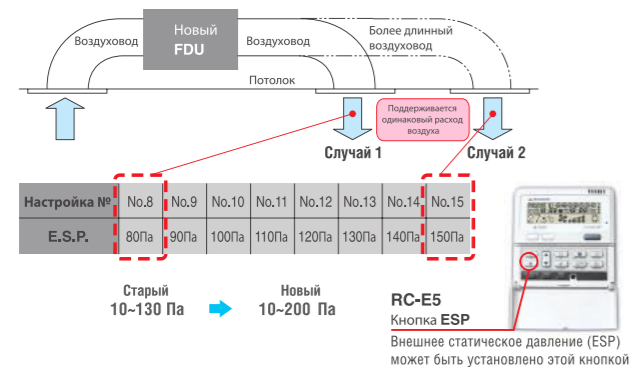 Новый
FDU
Воздуховод
Воздуховод
Более длинный
воздуховод
Потолок
Поддерживается
одинаковый расход
воздуха
Случай 1
Случай 2
Настройка № No.8 No.9 No.10 No.11 No.12 No.13 No.14 No.15
E.S.P. 80Па 90Па 100Па 110Па 120Па 130Па 140Па 150Па
Старый
10~130 Па
Новый
10~200 Па
RC-E5
Кнопка ESP
Внешнее статическое давление (ESP)
может быть установлено этой кнопкой